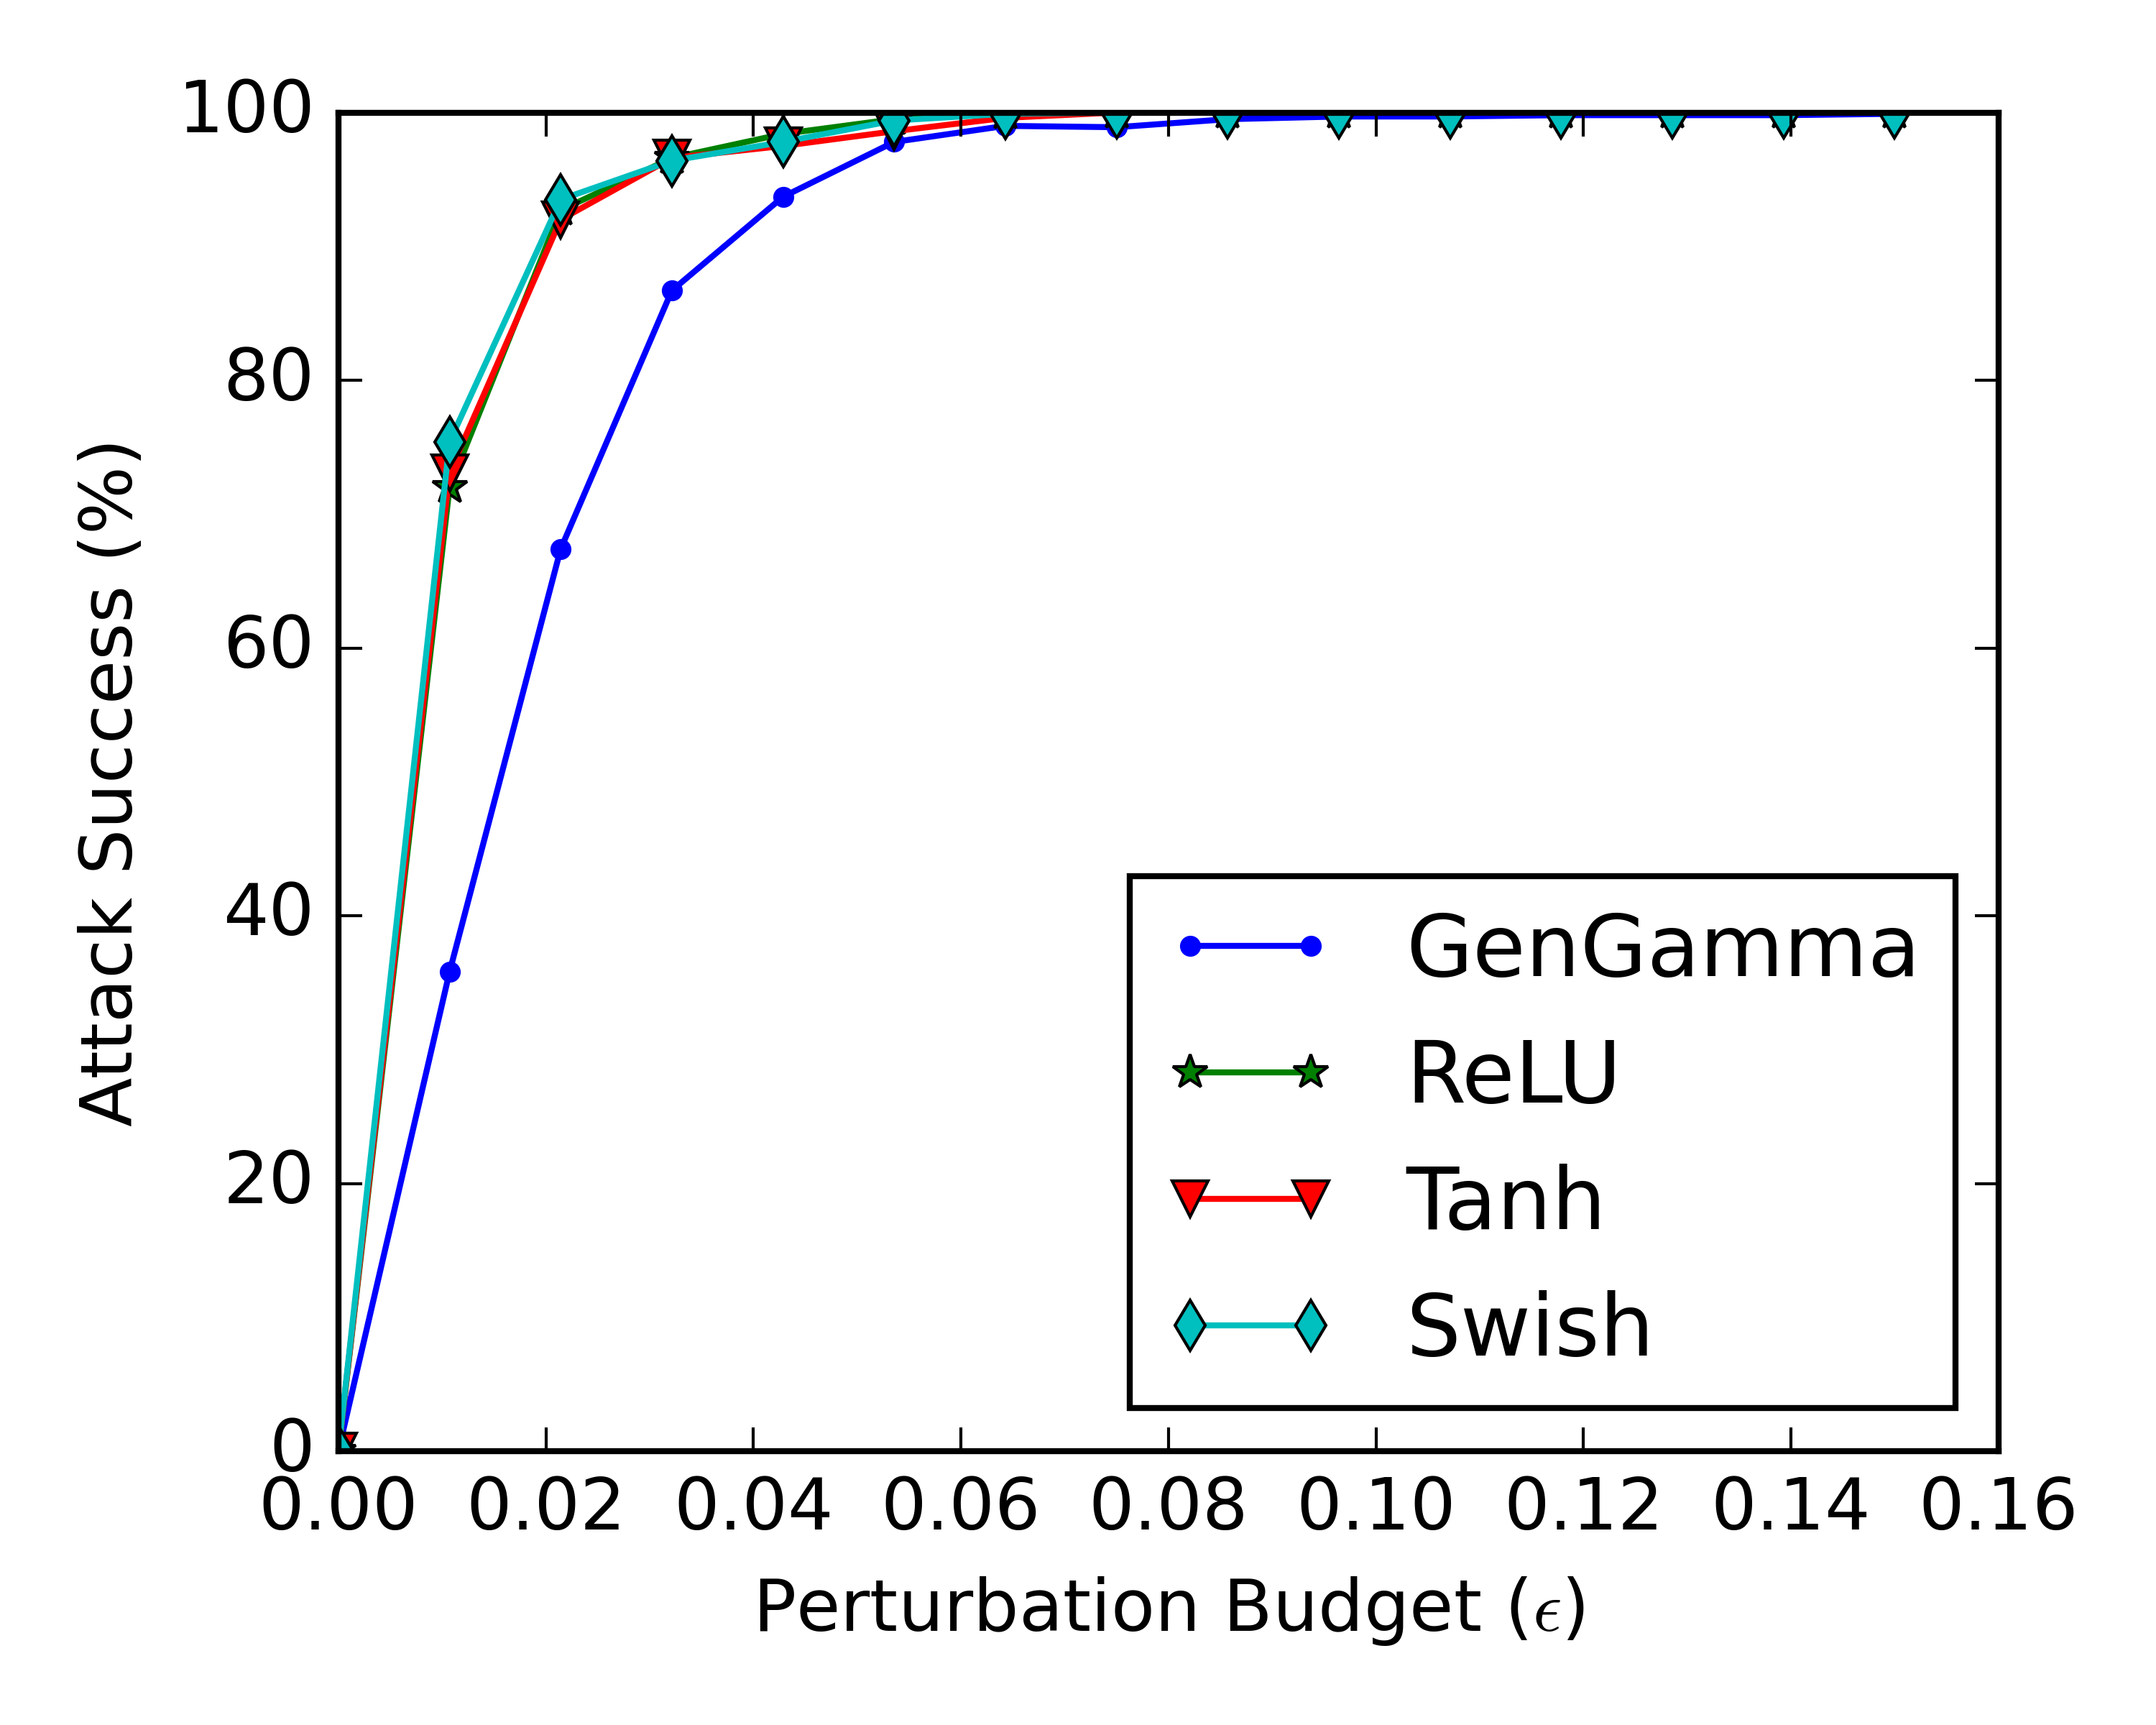 100
80
60
40
20
0
Attack Success (%)
0.00 0.02 0.04 0.06 0.08 0.10 0.12 0.14 0.16
Perturbation Budget (ϵ)
GenGamma
ReLU
Tanh
Swish